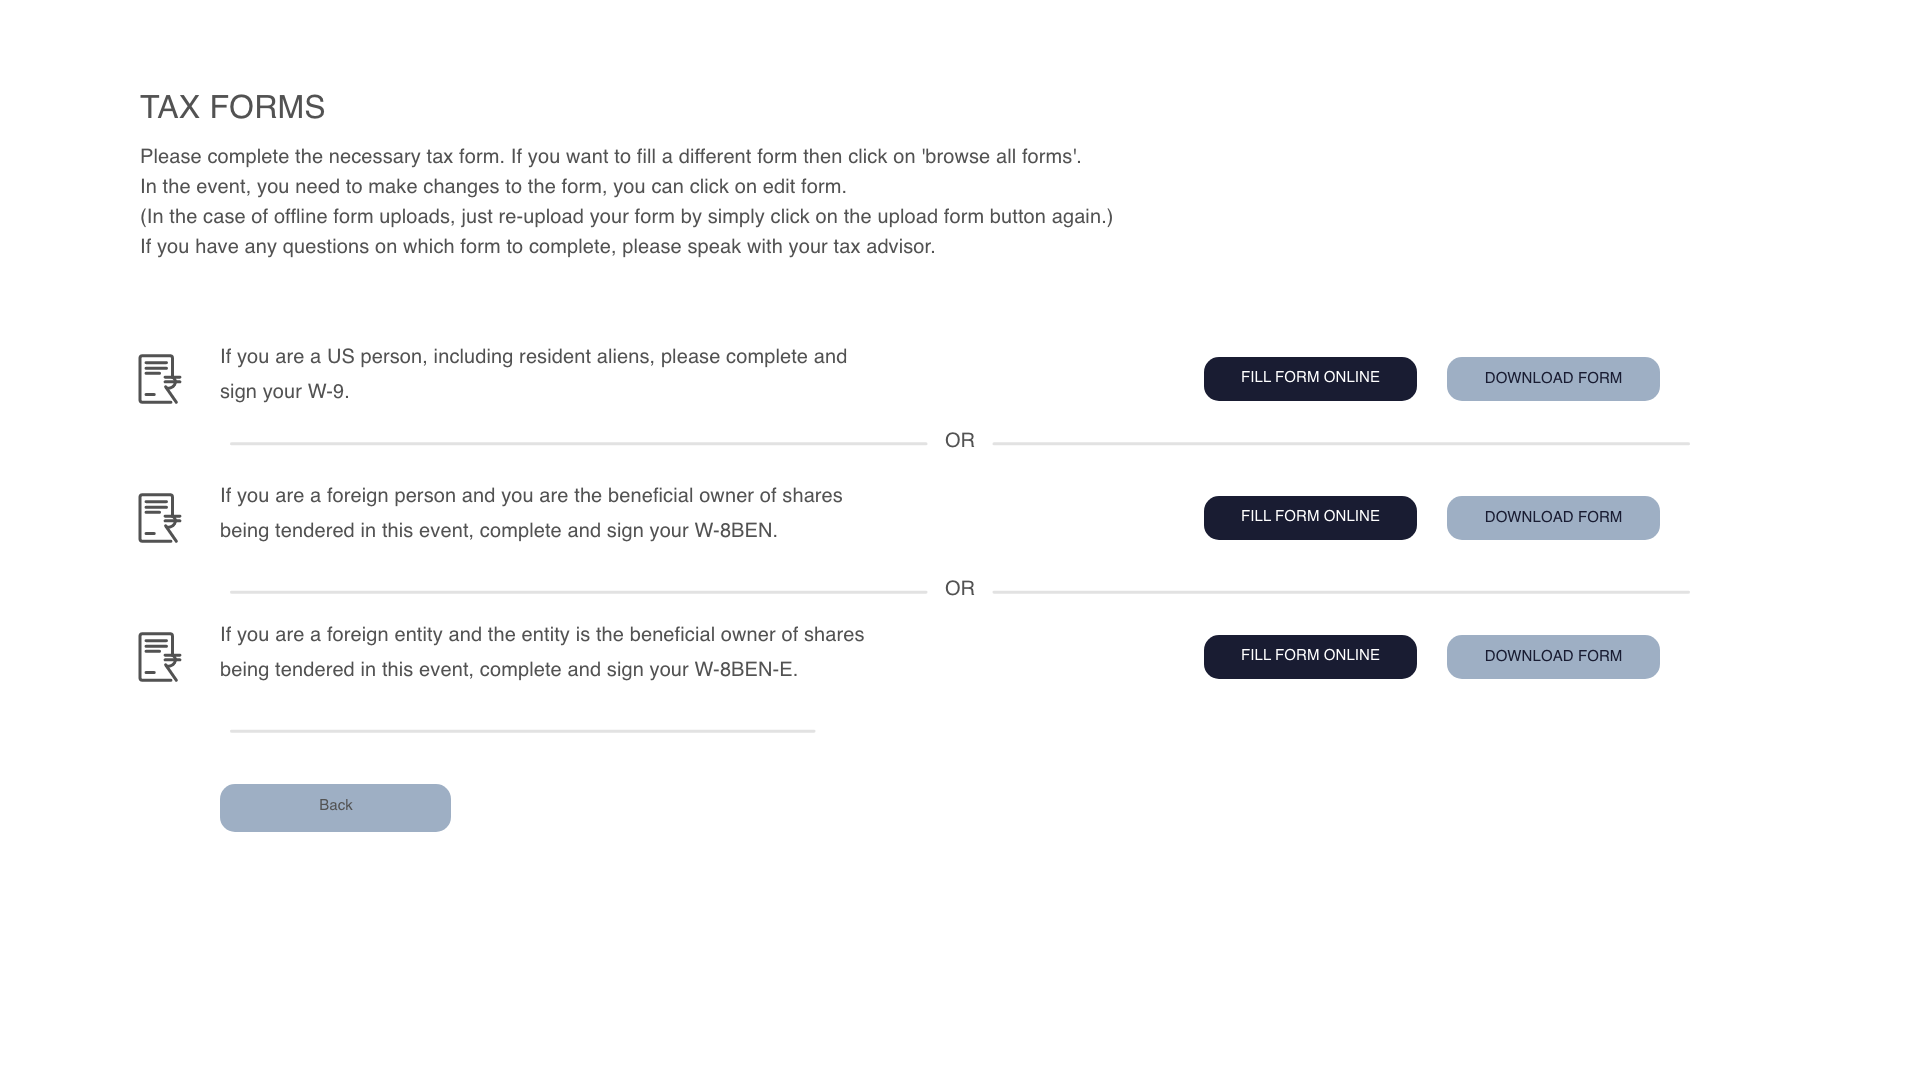 TAX FORMS
Please complete the necessary tax form. If you want to fill a different form then click on 'browse all forms'.
In the event, you need to make changes to the form, you can click on edit form.
(In the case of offline form uploads, just re-upload your form by simply click on the upload form button again.)
If you have any questions on which form to complete, please speak with your tax advisor.
If you are a US person, including resident aliens, please complete and
sign your W-9.
FILL FORM ONLINE
DOWNLOAD FORM
OR
If you are a foreign person and you are the beneficial owner of shares
being tendered in this event, complete and sign your W-8BEN.
FILL FORM ONLINE
DOWNLOAD FORM
OR
If you are a foreign entity and the entity is the beneficial owner of shares
being tendered in this event, complete and sign your W-8BEN-E.
FILL FORM ONLINE
DOWNLOAD FORM
Back